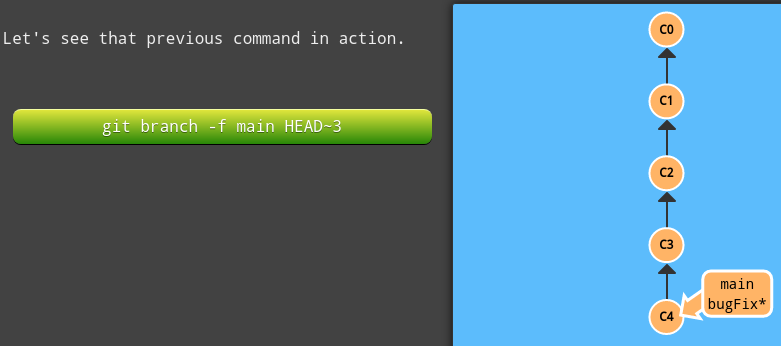 Let's see that previous command in action.
git branch -f main HEAD~3
C0
C1
C2
C3
C4
main
bugFix*